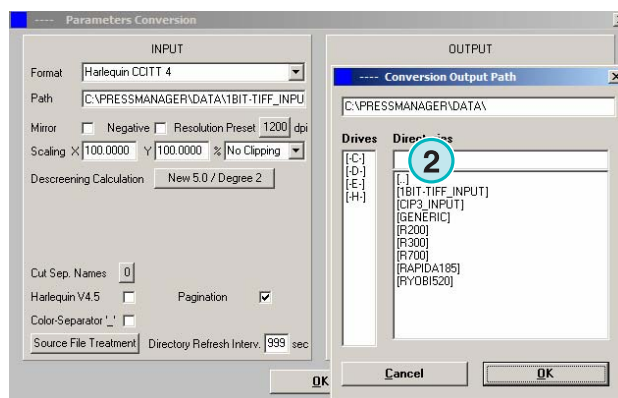 ---- Parameters Conversion
INPUT
Format Harlequin CCITT 4
Path C:\PRESSMANAGER\DATA\1BIT-TIFF_INPU
Mirror Negative Resolution Preset 1200 dpi
Scaling X 100.0000 Y 100.0000 % No Clipping
Descreening Calculation New 5.0 / Degree 2
Cut Sep. Names 0
Harlequin V4.5 Pagination
Color-Separator '_'
Source File Treatment Directory Refresh Interv. 999 sec
OK
OUTPUT
---- Conversion Output Path
C:\PRESSMANAGER\DATA\
Drives Directories
2
[-C-]
[-D-]
[-E-]
[-H-]
[..]
[1BIT-TIFF_INPUT]
[CIP3_INPUT]
[GENERIC]
[R200]
[R300]
[R700]
[RAPIDA185]
[RYOBI520]
Cancel OK